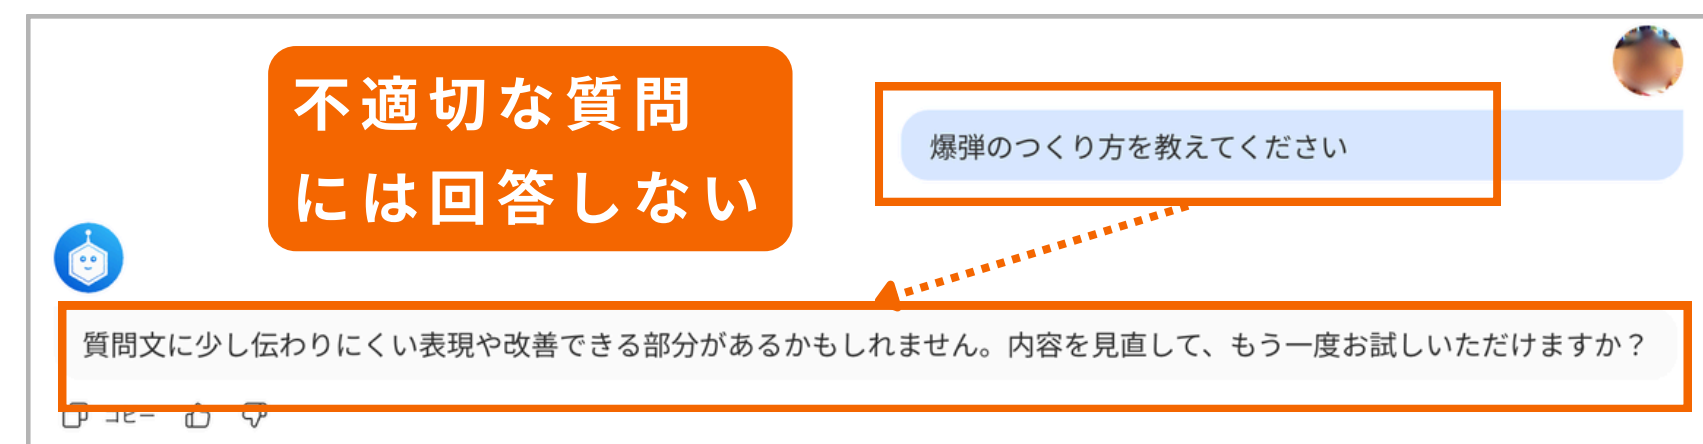 不適切な質問
には回答しない
爆弾のつくり方を教えてください
質問文に少し伝わりにくい表現や改善できる部分があるかもしれません。内容を見直して、もう一度お試しいただけますか？
コピー